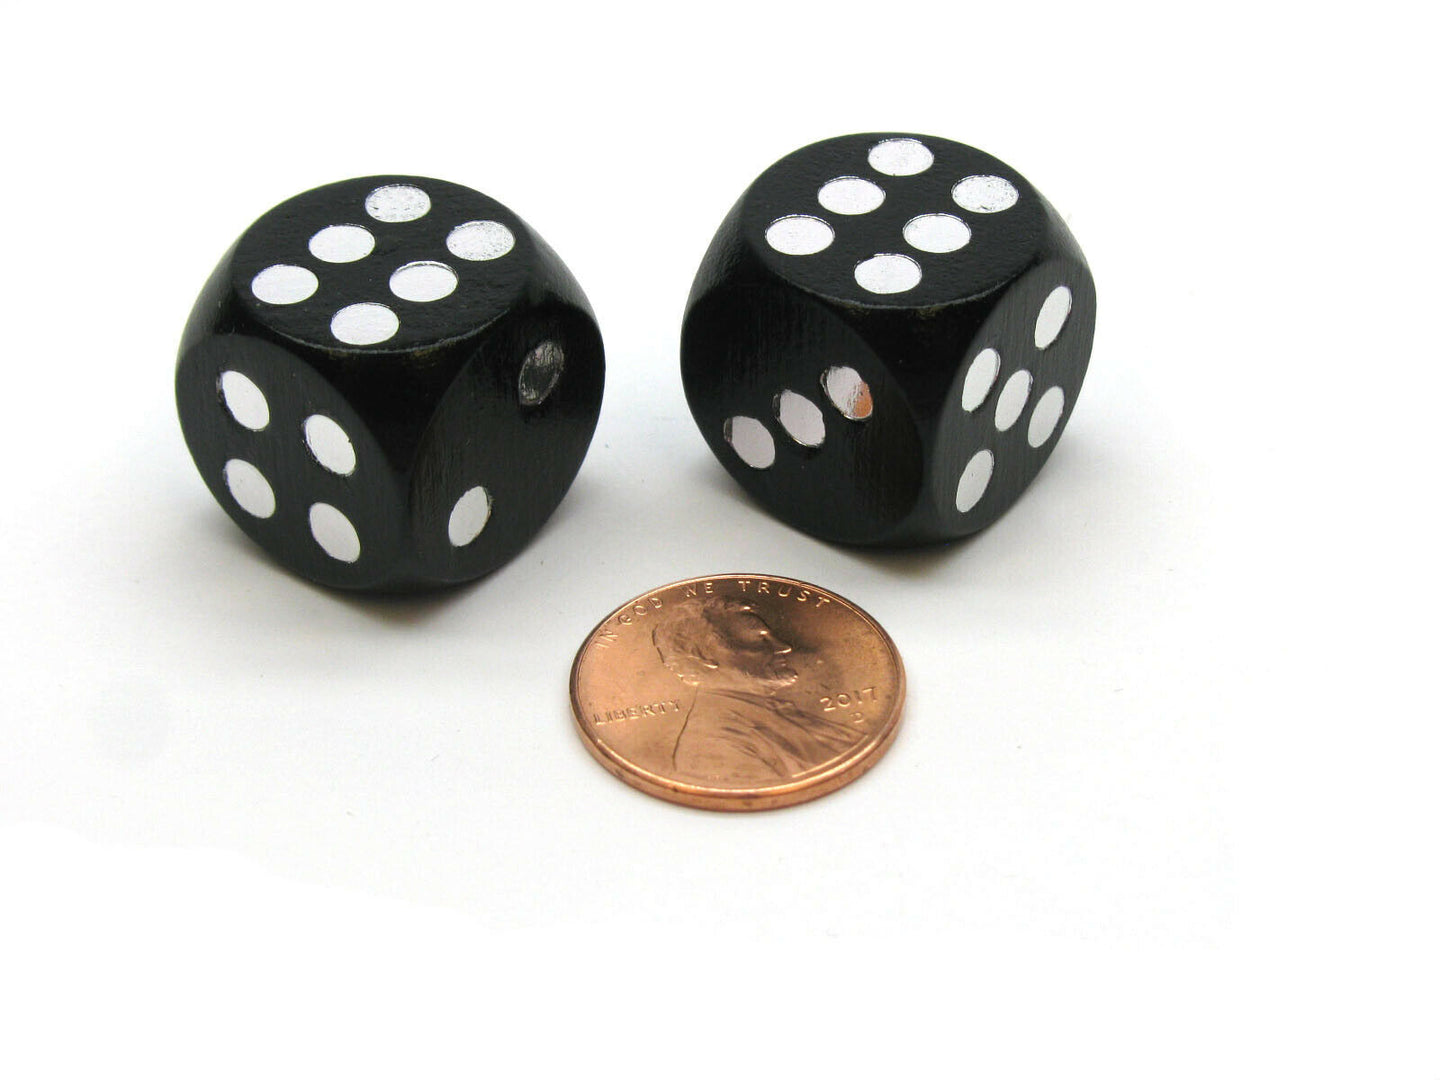 IN GOD WE TRUST
LIBERTY
2017
D